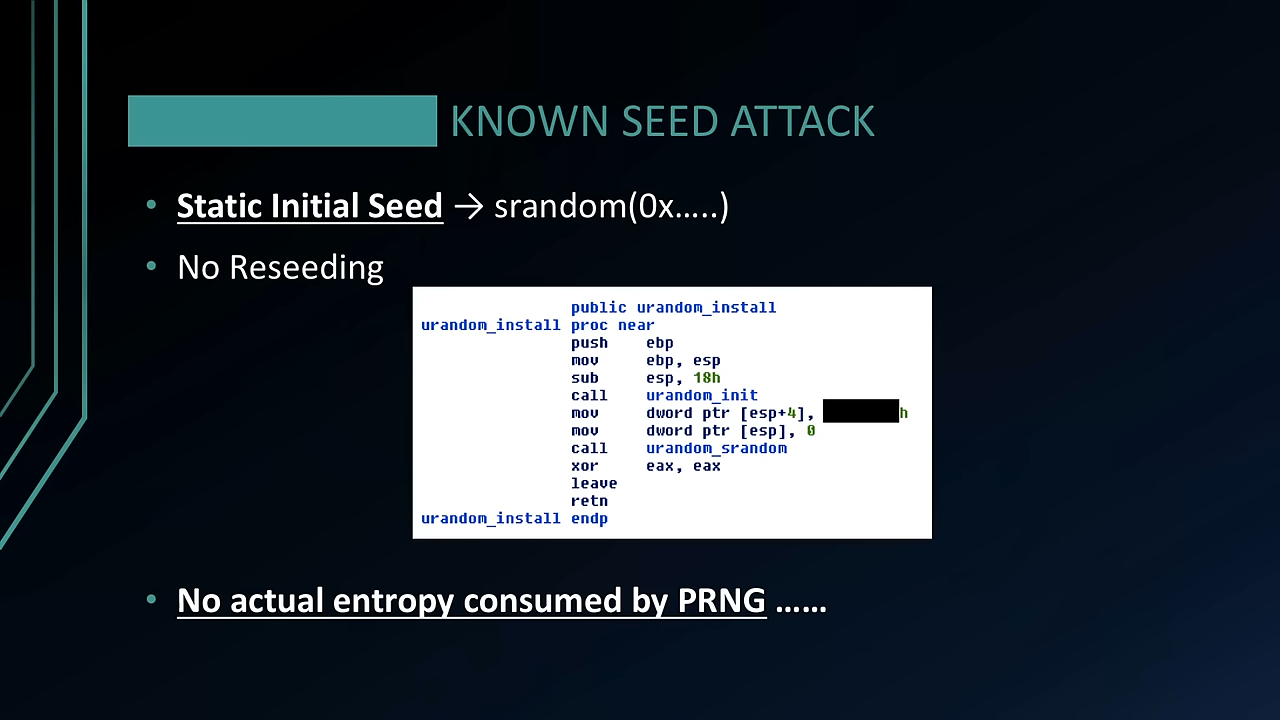 KNOWN SEED ATTACK
• Static Initial Seed → srandom(0x…..)
• No Reseeding
public urandom_install
urandom_install proc near
push ebp
mov ebp, esp
sub esp, 18h
call urandom_init
mov dword ptr [esp+4], h
mov dword ptr [esp], 0
call urandom_srandom
xor eax, eax
leave
retn
urandom_install endp
• No actual entropy consumed by PRNG ……